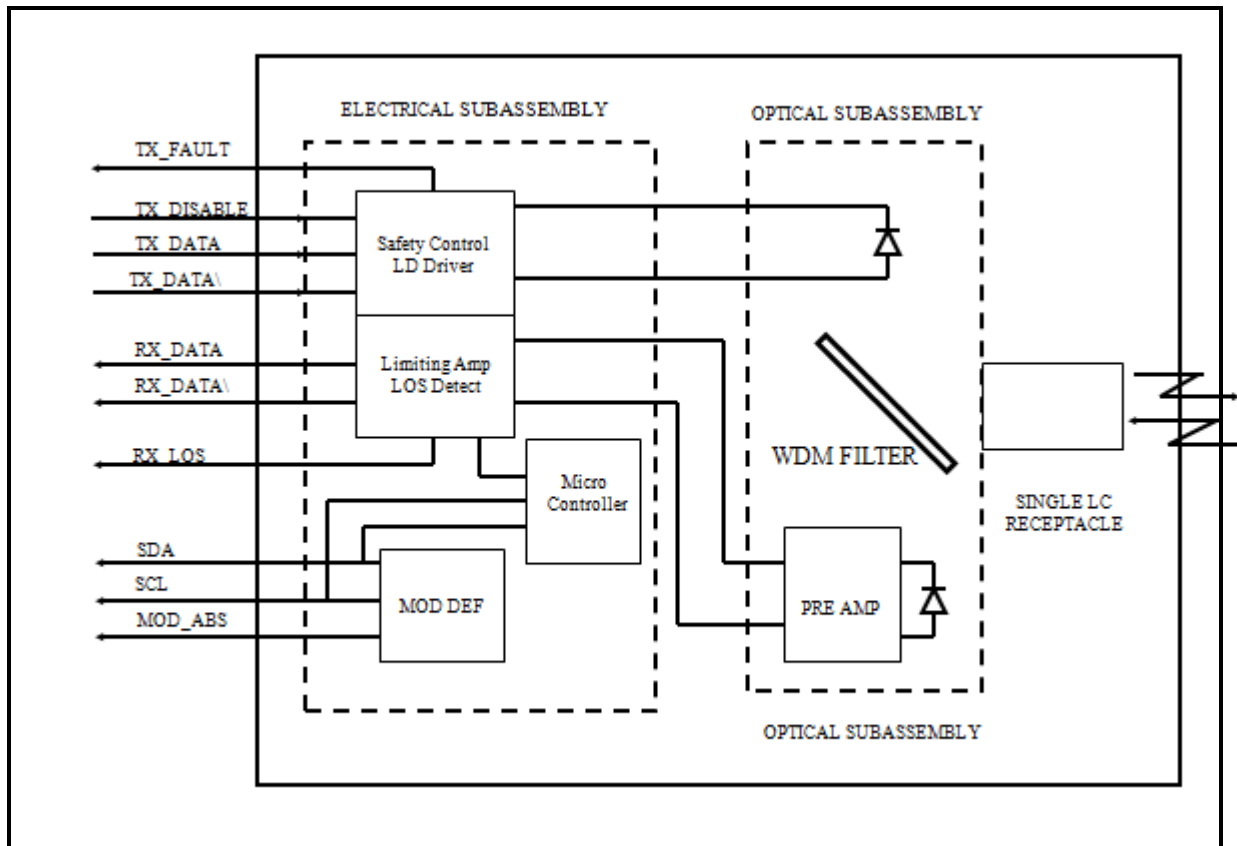 ELECTRICAL SUBASSEMBLY
OPTICAL SUBASSEMBLY
TX_FAULT
TX_DISABLE
TX_DATA
TX_DATA\
RX_DATA
RX_DATA\
RX_LOS
SDA
SCL
MOD_ABS
Safety Control
LD Driver
Limiting Amp
LOS Detect
Micro
Controller
MOD DEF
WDM FILTER
PRE AMP
SINGLE LC
RECEPTACLE
OPTICAL SUBASSEMBLY